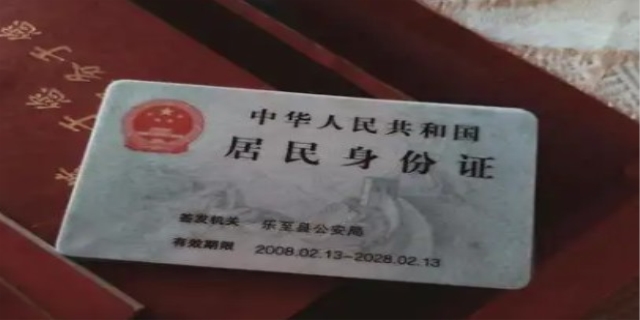 中华人民共和国
居民身份证
签发机关 乐至县公安局
有效期限 2008.02.13-2028.02.13